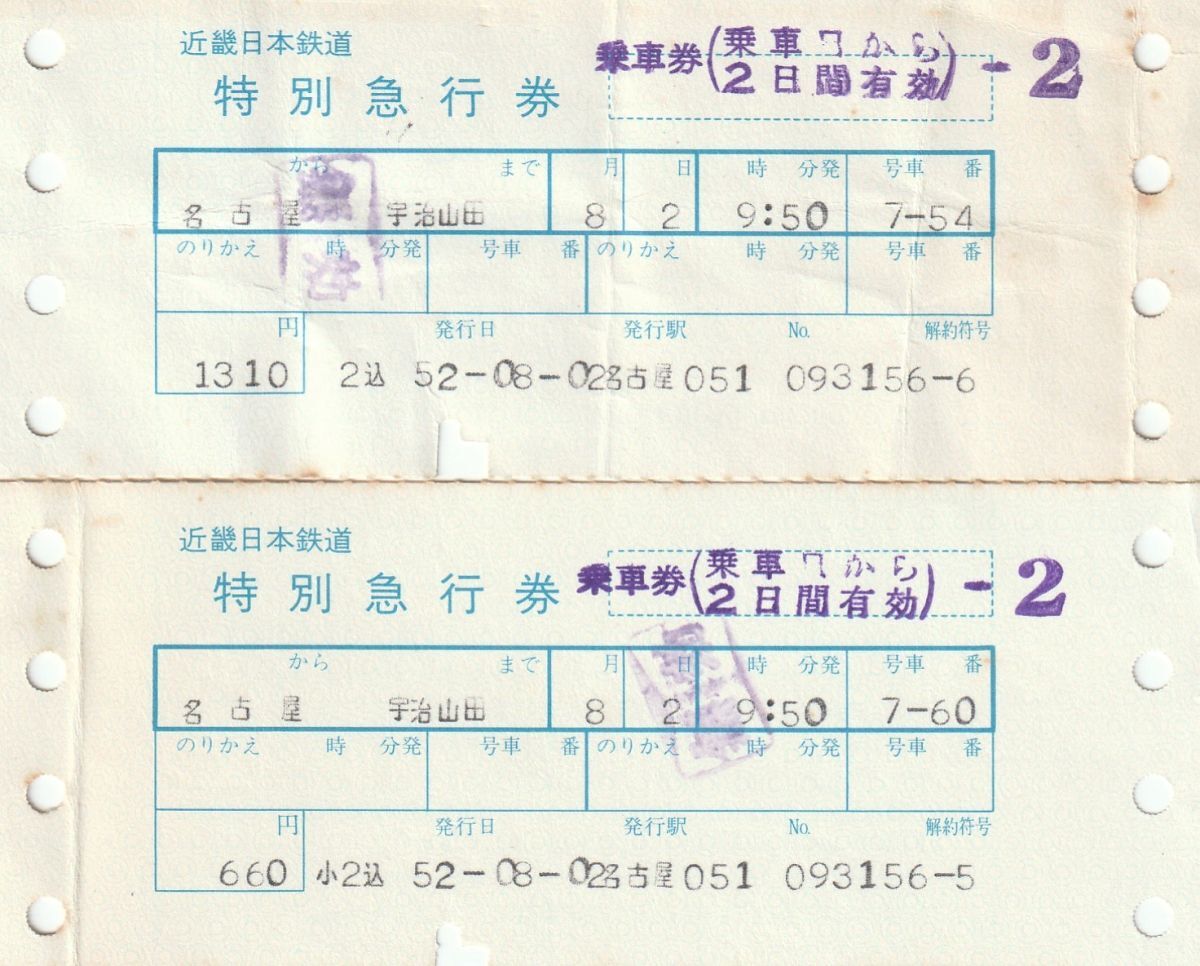 近畿日本鉄道
特別急行券
乗車券(乗車日から2日間有効)-2
から まで 月 日 時 分発 号車 番
名古屋 宇治山田 8 2 9:50 7-54
のりかえ 時 分発 号車 番 のりかえ 時 分発 号車 番
円 発行日 発行駅 No. 解約符号
1310 2込 52-08-02名古屋051 093156-6
近畿日本鉄道
特別急行券
乗車券(乗車日から2日間有効)-2
から まで 月 日 時 分発 号車 番
名古屋 宇治山田 8 2 9:50 7-60
のりかえ 時 分発 号車 番 のりかえ 時 分発 号車 番
円 発行日 発行駅 No. 解約符号
660 小2込 52-08-02名古屋051 093156-5